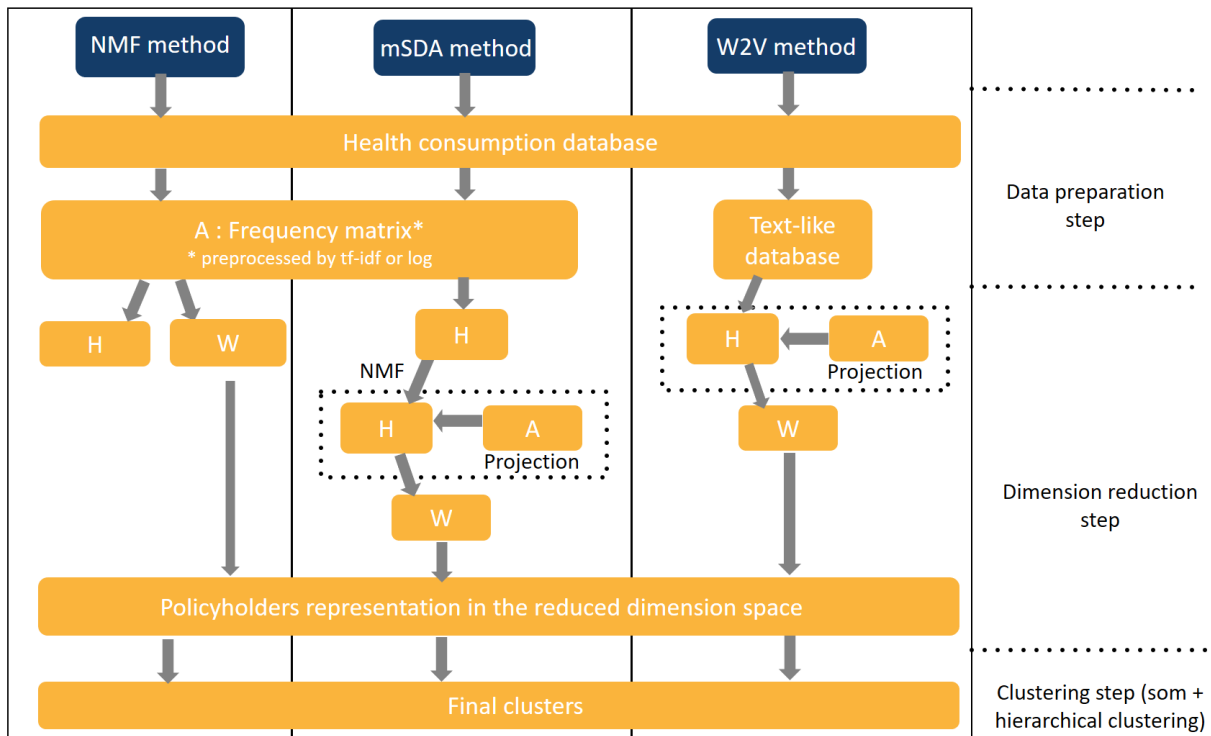 NMF method
mSDA method
W2V method
Health consumption database
A : Frequency matrix*
* preprocessed by tf-idf or log
Text-like
database
Data preparation
step
H
W
H
H
A
Projection
NMF
H
A
Projection
W
W
Dimension reduction
step
Policyholders representation in the reduced dimension space
Final clusters
Clustering step (som +
hierarchical clustering)